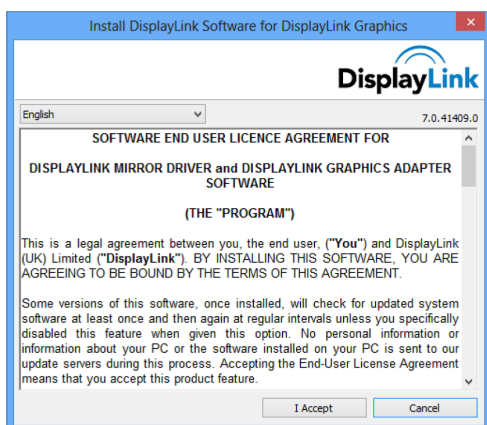 Install DisplayLink Software for DisplayLink Graphics
DisplayLink
English
7.0.41409.0
SOFTWARE END USER LICENCE AGREEMENT FOR
DISPLAYLINK MIRROR DRIVER and DISPLAYLINK GRAPHICS ADAPTER
SOFTWARE
(THE "PROGRAM")
This is a legal agreement between you, the end user, ("You") and DisplayLink
(UK) Limited ("DisplayLink"). BY INSTALLING THIS SOFTWARE, YOU ARE
AGREEING TO BE BOUND BY THE TERMS OF THIS AGREEMENT.
Some versions of this software, once installed, will check for updated system
software at least once and then again at regular intervals unless you specifically
disabled this feature when given this option. No personal information or
information about your PC or the software installed on your PC is sent to our
update servers during this process. Accepting the End-User License Agreement
means that you accept this product feature.
I Accept
Cancel